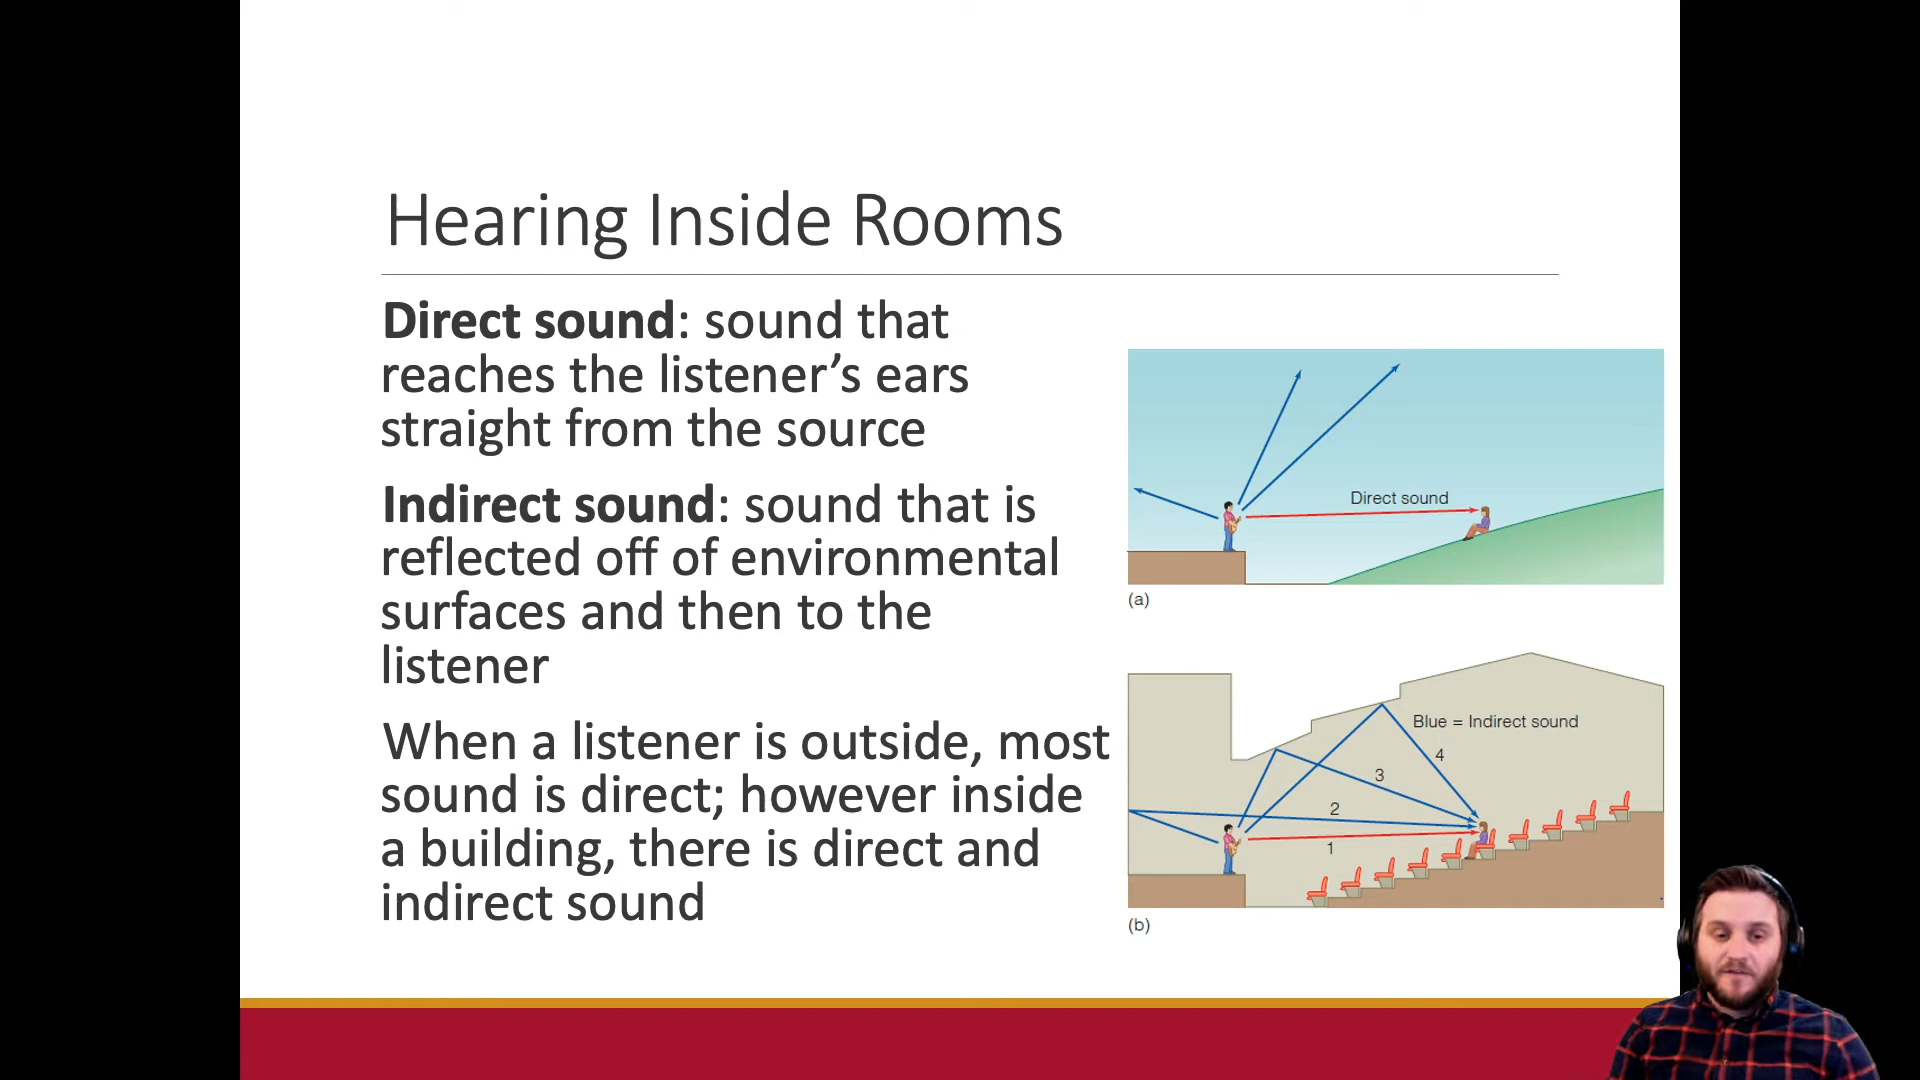 Hearing Inside Rooms
Direct sound: sound that
reaches the listener’s ears
straight from the source
Indirect sound: sound that is
reflected off of environmental
surfaces and then to the
listener
When a listener is outside, most
sound is direct; however inside
a building, there is direct and
indirect sound
Direct sound
(a)
Blue = Indirect sound
4
3
2
1
(b)